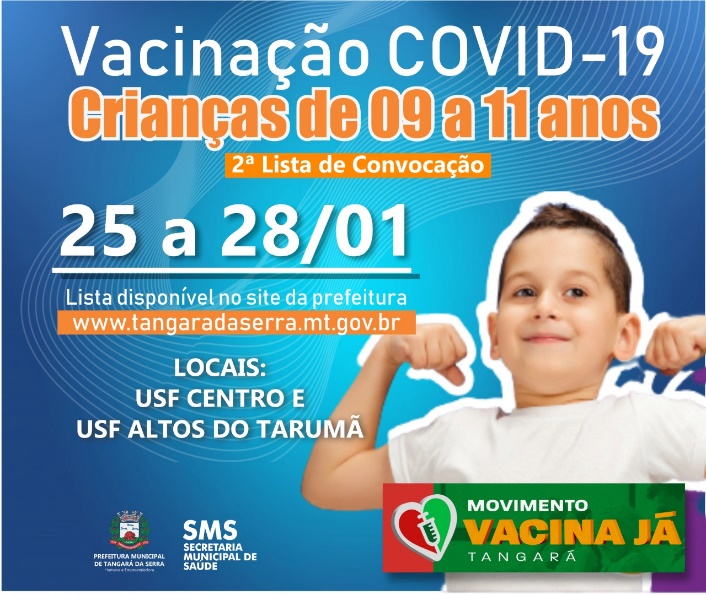 Vacinação COVID-19
Crianças de 09 a 11 anos
2ª Lista de Convocação
25 a 28/01
Lista disponível no site da prefeitura
www.tangaradaserra.mt.gov.br
LOCAIS:
USF CENTRO E
USF ALTOS DO TARUMÃ
PREFEITURA MUNICIPAL
DE TANGARÁ DA SERRA
Humana e Empreendedora
SMS
SECRETARIA
MUNICIPAL DE
SAÚDE
MOVIMENTO
VACINA JÁ
TANGARÁ